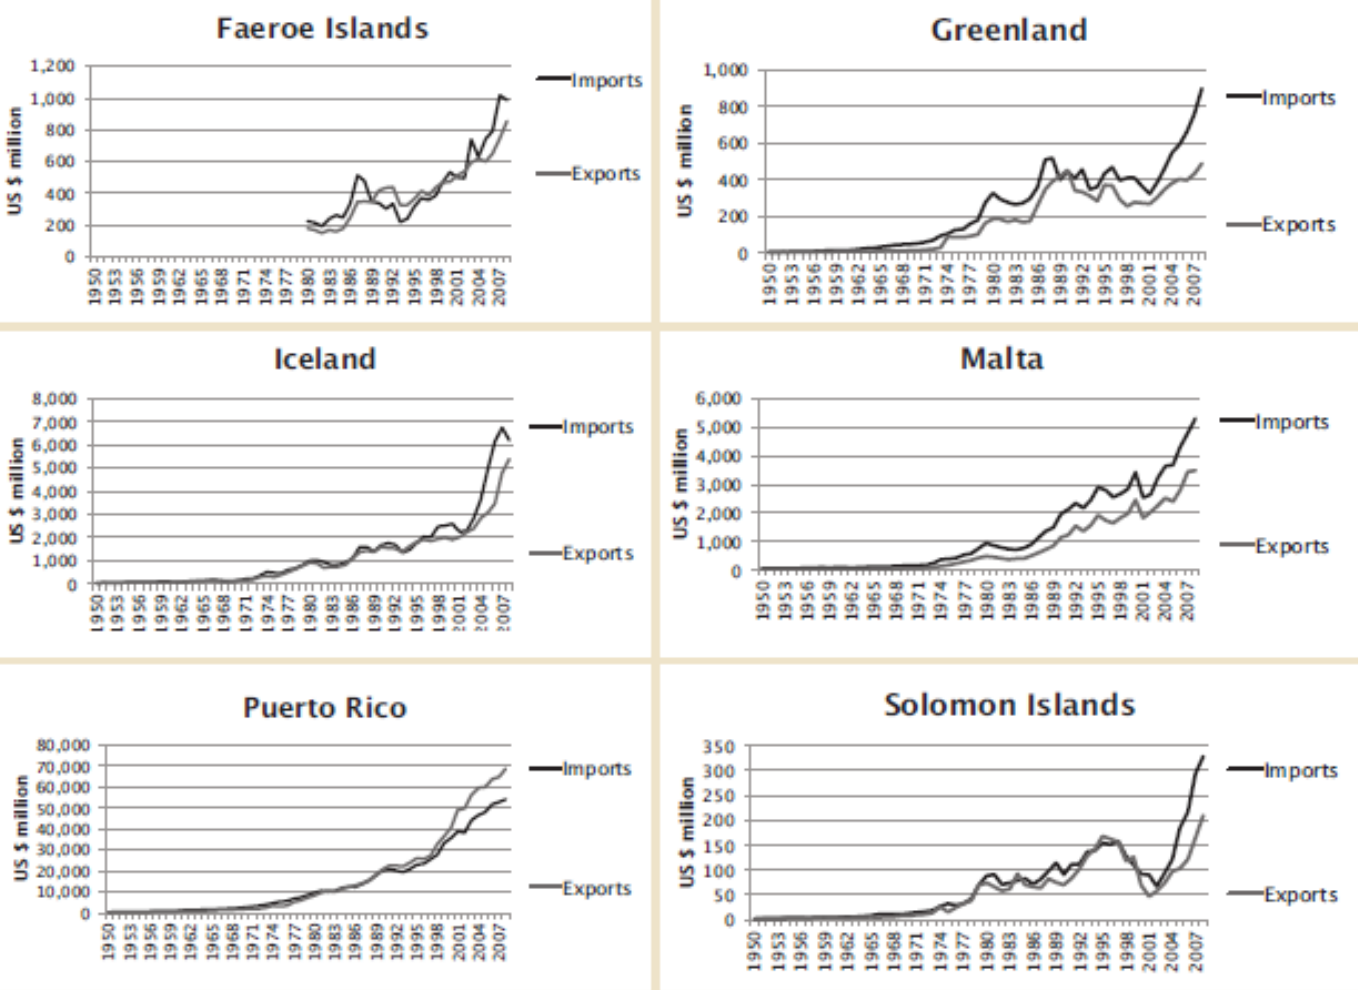 Faeroe Islands
1,200
1,000
800
600
400
200
0
US $ million
1950 1953 1956 1959 1962 1965 1968 1971 1974 1977 1980 1983 1986 1989 1992 1995 1998 2001 2004 2007
Imports
Exports
Greenland
1,000
800
600
400
200
0
US $ million
1950 1953 1956 1959 1962 1965 1968 1971 1974 1977 1980 1983 1986 1989 1992 1995 1998 2001 2004 2007
Imports
Exports
Iceland
8,000
7,000
6,000
5,000
4,000
3,000
2,000
1,000
0
US $ million
1950 1953 1956 1959 1962 1965 1968 1971 1974 1977 1980 1983 1986 1989 1992 1995 1998 2001 2004 2007
Imports
Exports
Malta
6,000
5,000
4,000
3,000
2,000
1,000
0
US $ million
1950 1953 1956 1959 1962 1965 1968 1971 1974 1977 1980 1983 1986 1989 1992 1995 1998 2001 2004 2007
Imports
Exports
Puerto Rico
80,000
70,000
60,000
50,000
40,000
30,000
20,000
10,000
0
US $ million
1950 1953 1956 1959 1962 1965 1968 1971 1974 1977 1980 1983 1986 1989 1992 1995 1998 2001 2004 2007
Imports
Exports
Solomon Islands
350
300
250
200
150
100
50
0
US $ million
1950 1953 1956 1959 1962 1965 1968 1971 1974 1977 1980 1983 1986 1989 1992 1995 1998 2001 2004 2007
Imports
Exports